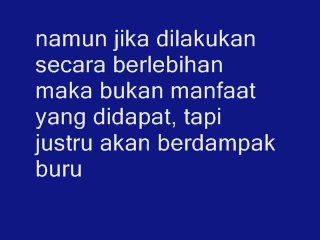 namun jika dilakukan
secara berlebihan
maka bukan manfaat
yang didapat, tapi
justru akan berdampak
buru